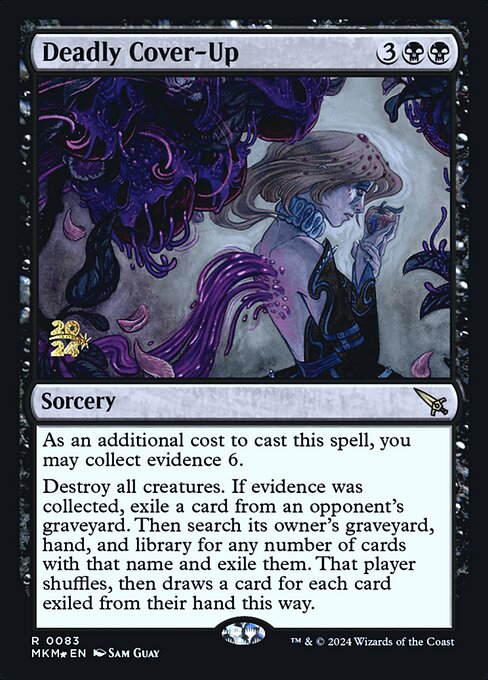 Deadly Cover-Up 3
2024
Sorcery
As an additional cost to cast this spell, you
may collect evidence 6.
Destroy all creatures. If evidence was
collected, exile a card from an opponent's
graveyard. Then search its owner's graveyard,
hand, and library for any number of cards
with that name and exile them. That player
shuffles, then draws a card for each card
exiled from their hand this way.
R 0083
MKM★EN Sam Guay
™ & © 2024 Wizards of the Coast